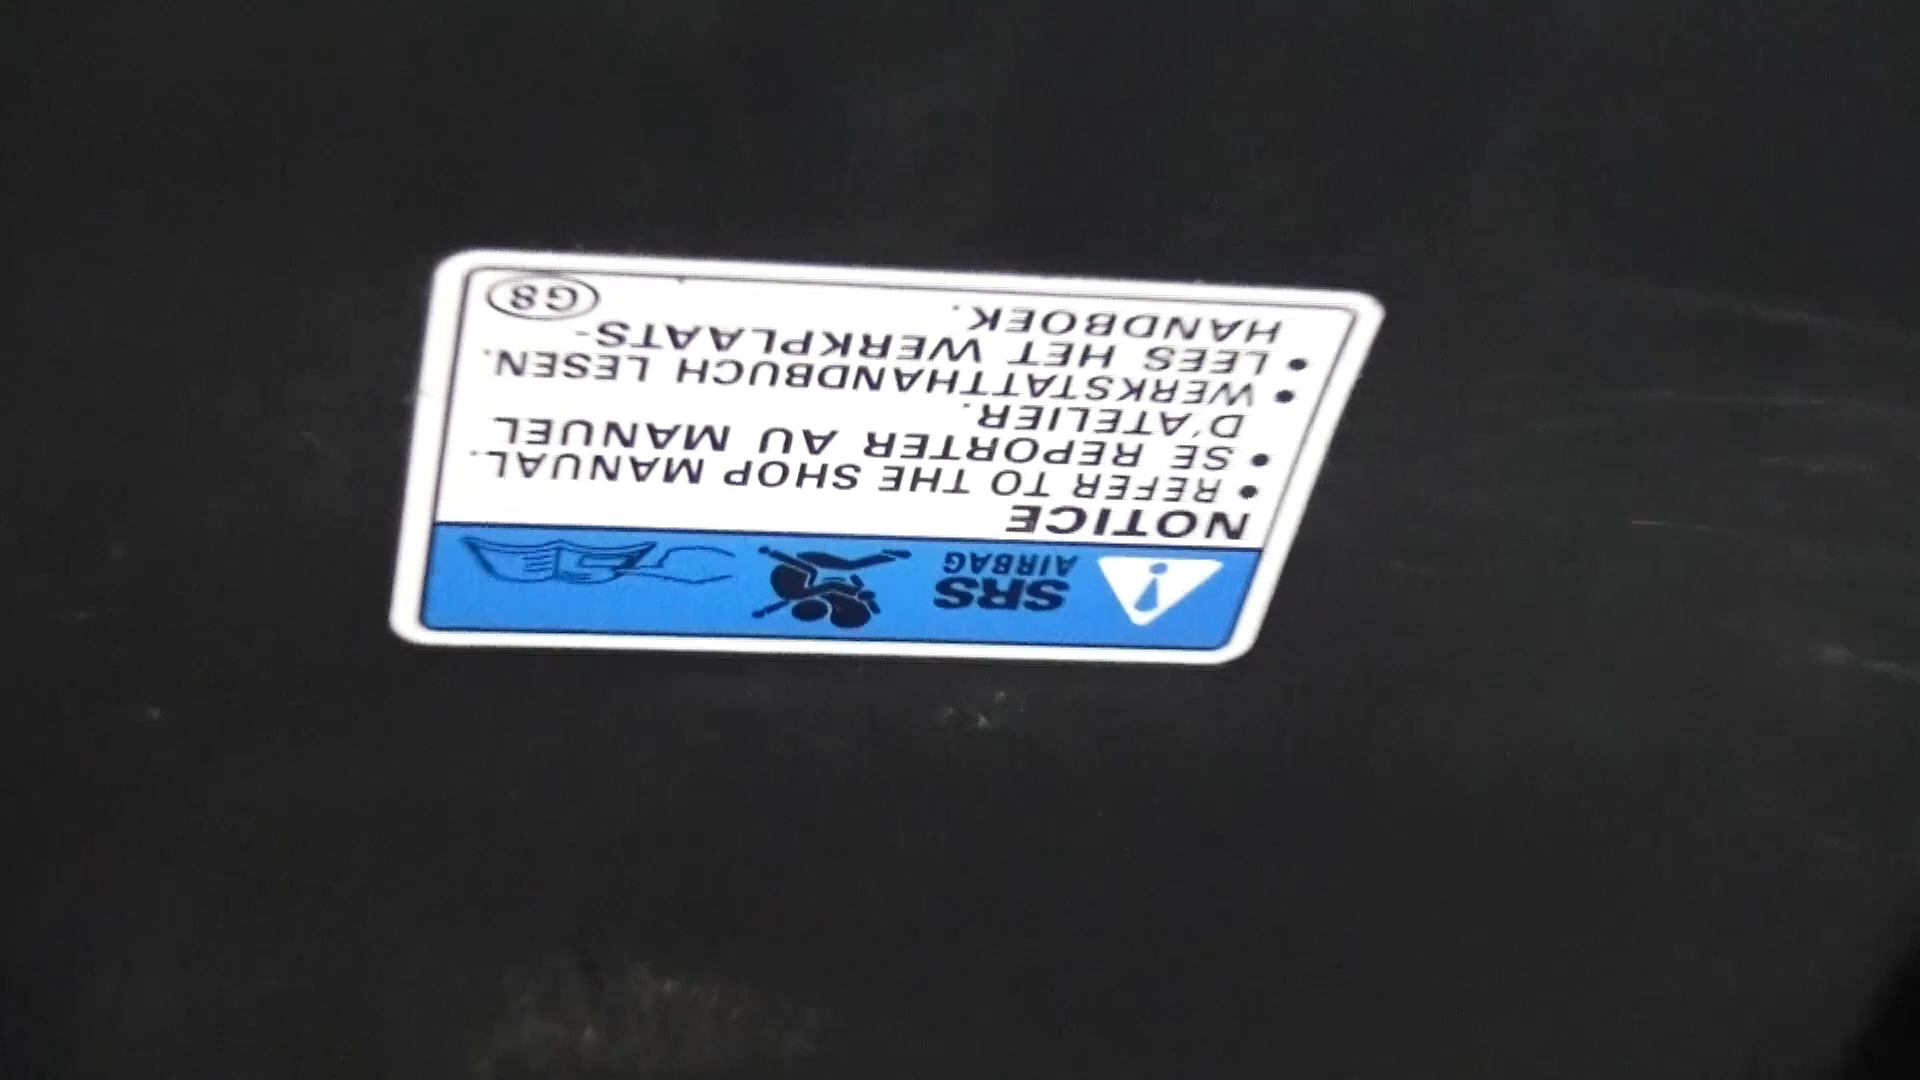 SRS
AIRBAG
NOTICE
• REFER TO THE SHOP MANUAL.
• SE REPORTER AU MANUEL
D'ATELIER.
• WERKSTATTHANDBUCH LESEN.
• LEES HET WERKPLAATS-
HANDBOEK.
G8